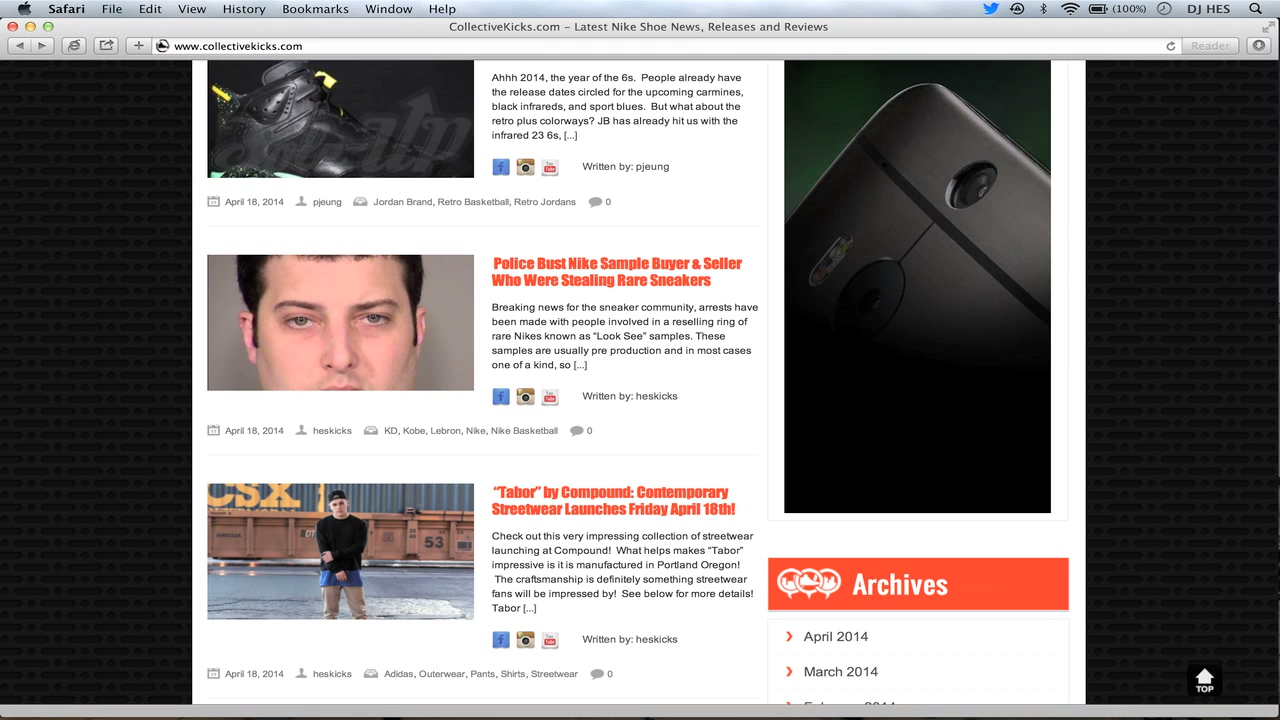 Safari File Edit View History Bookmarks Window Help (100%) DJ HES
CollectiveKicks.com – Latest Nike Shoe News, Releases and Reviews
www.collectivekicks.com Reader
Ahhh 2014, the year of the 6s. People already have
the release dates circled for the upcoming carmines,
black infrareds, and sport blues. But what about the
retro plus colorways? JB has already hit us with the
infrared 23 6s, [...]
Written by: pjeung
April 18, 2014 pjeung Jordan Brand, Retro Basketball, Retro Jordans 0
Police Bust Nike Sample Buyer & Seller
Who Were Stealing Rare Sneakers
Breaking news for the sneaker community, arrests have
been made with people involved in a reselling ring of
rare Nikes known as “Look See” samples. These
samples are usually pre production and in most cases
one of a kind, so [...]
Written by: heskicks
April 18, 2014 heskicks KD, Kobe, Lebron, Nike, Nike Basketball 0
“Tabor” by Compound: Contemporary
Streetwear Launches Friday April 18th!
CSX
53
Check out this very impressing collection of streetwear
launching at Compound! What helps makes “Tabor”
impressive is it is manufactured in Portland Oregon!
The craftsmanship is definitely something streetwear
fans will be impressed by! See below for more details!
Tabor [...]
Written by: heskicks
April 18, 2014 heskicks Adidas, Outerwear, Pants, Shirts, Streetwear 0
Archives
April 2014
March 2014
TOP